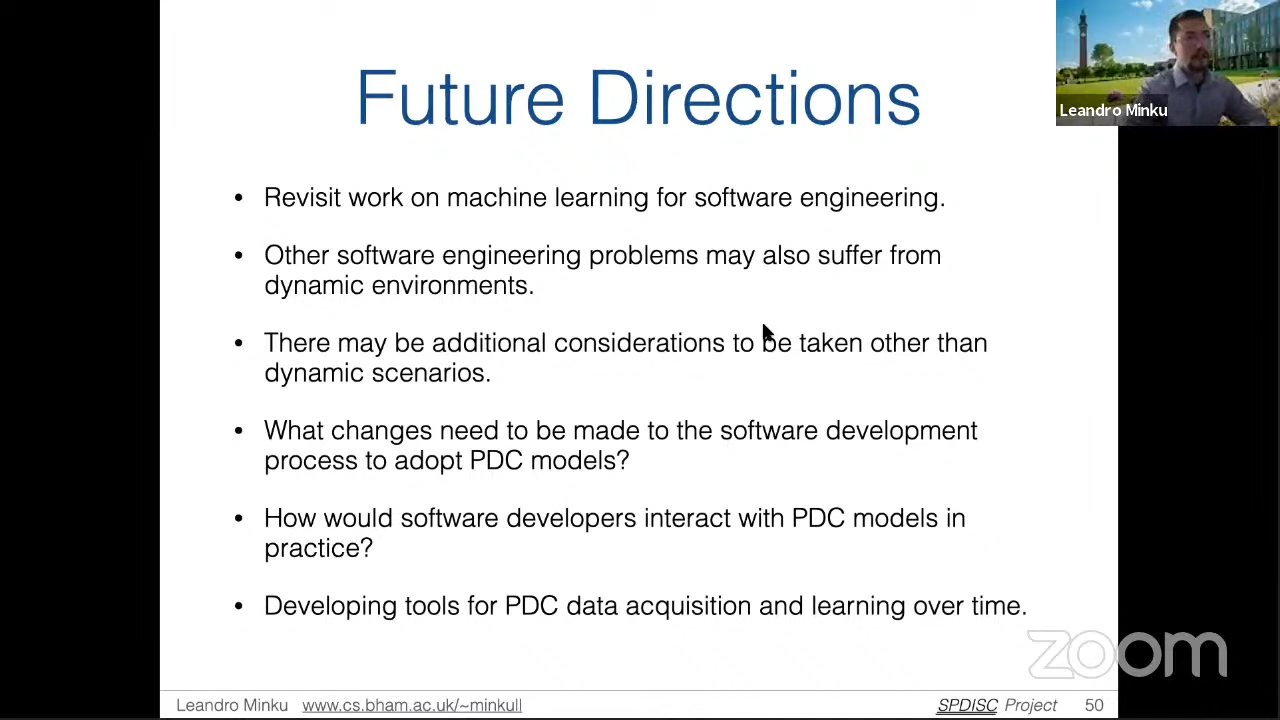 Future Directions
Leandro Minku
• Revisit work on machine learning for software engineering.
• Other software engineering problems may also suffer from
dynamic environments.
• There may be additional considerations to be taken other than
dynamic scenarios.
• What changes need to be made to the software development
process to adopt PDC models?
• How would software developers interact with PDC models in
practice?
• Developing tools for PDC data acquisition and learning over time.
zoom
Leandro Minku www.cs.bham.ac.uk/~minkull SPDISC Project 50